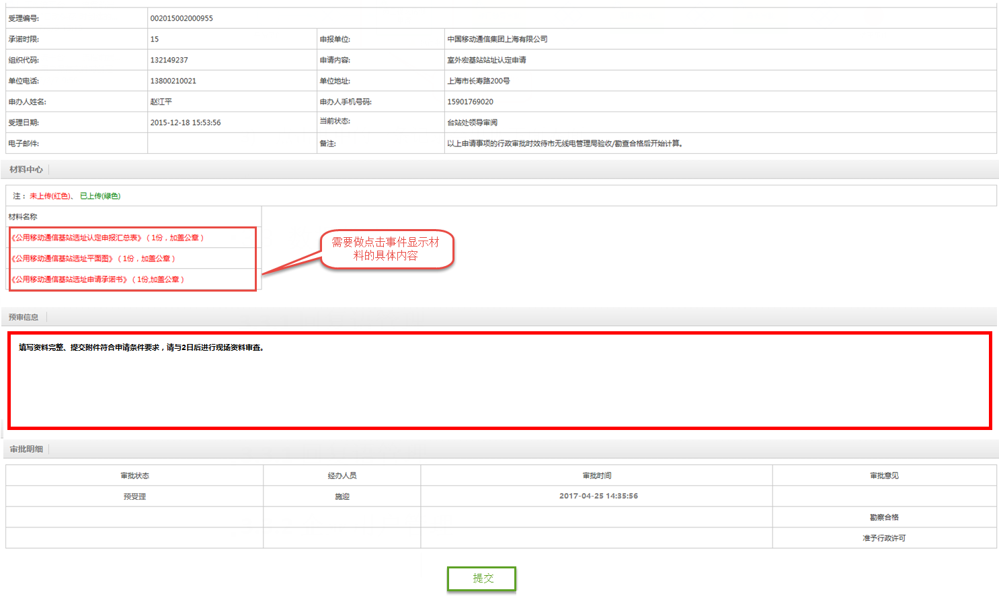 受理编号: 002015002000955
承诺时限: 15 申报单位: 中国移动通信集团上海有限公司
组织代码: 132149237 申请内容: 室外宏基站站址认定申请
单位电话: 13800210021 单位地址: 上海市长寿路200号
申办人姓名: 赵江平 申办人手机号码: 15901769020
受理日期: 2015-12-18 15:53:56 当前状态: 台站处领导审阅
电子邮件: 备注: 以上申请事项的行政审批时效待市无线电管理局验收/勘查合格后开始计算。
材料中心
注： 未上传(红色)、 已上传(绿色)
材料名称
《公用移动通信基站选址认定申报汇总表》（1份，加盖公章）
《公用移动通信基站选址平面图》（1份，加盖公章）
《公用移动通信基站选址申请承诺书》（1份,加盖公章）
需要做点击事件显示材
料的具体内容
预审信息
填写资料完整、提交附件符合申请条件要求，请与2日后进行现场资料审查。
审批明细
审批状态 经办人员 审批时间 审批意见
预受理 施迎 2017-04-25 14:35:56
勘察合格
准予行政许可
提交